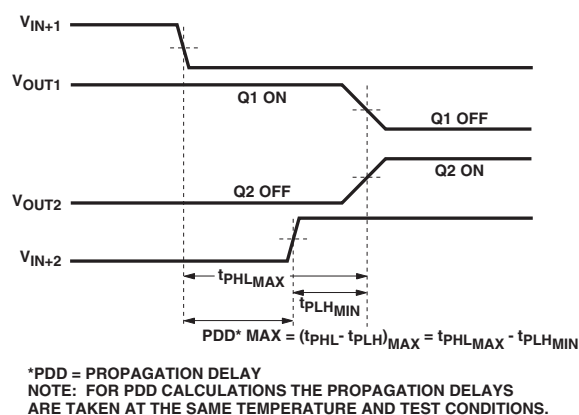 VIN+1
VOUT1
Q1 ON
Q1 OFF
Q2 ON
Q2 OFF
VOUT2
VIN+2
tPHLMAX
tPLHMIN
PDD* MAX = (tPHL- tPLH)MAX = tPHLMAX - tPLHMIN
*PDD = PROPAGATION DELAY
NOTE: FOR PDD CALCULATIONS THE PROPAGATION DELAYS
ARE TAKEN AT THE SAME TEMPERATURE AND TEST CONDITIONS.